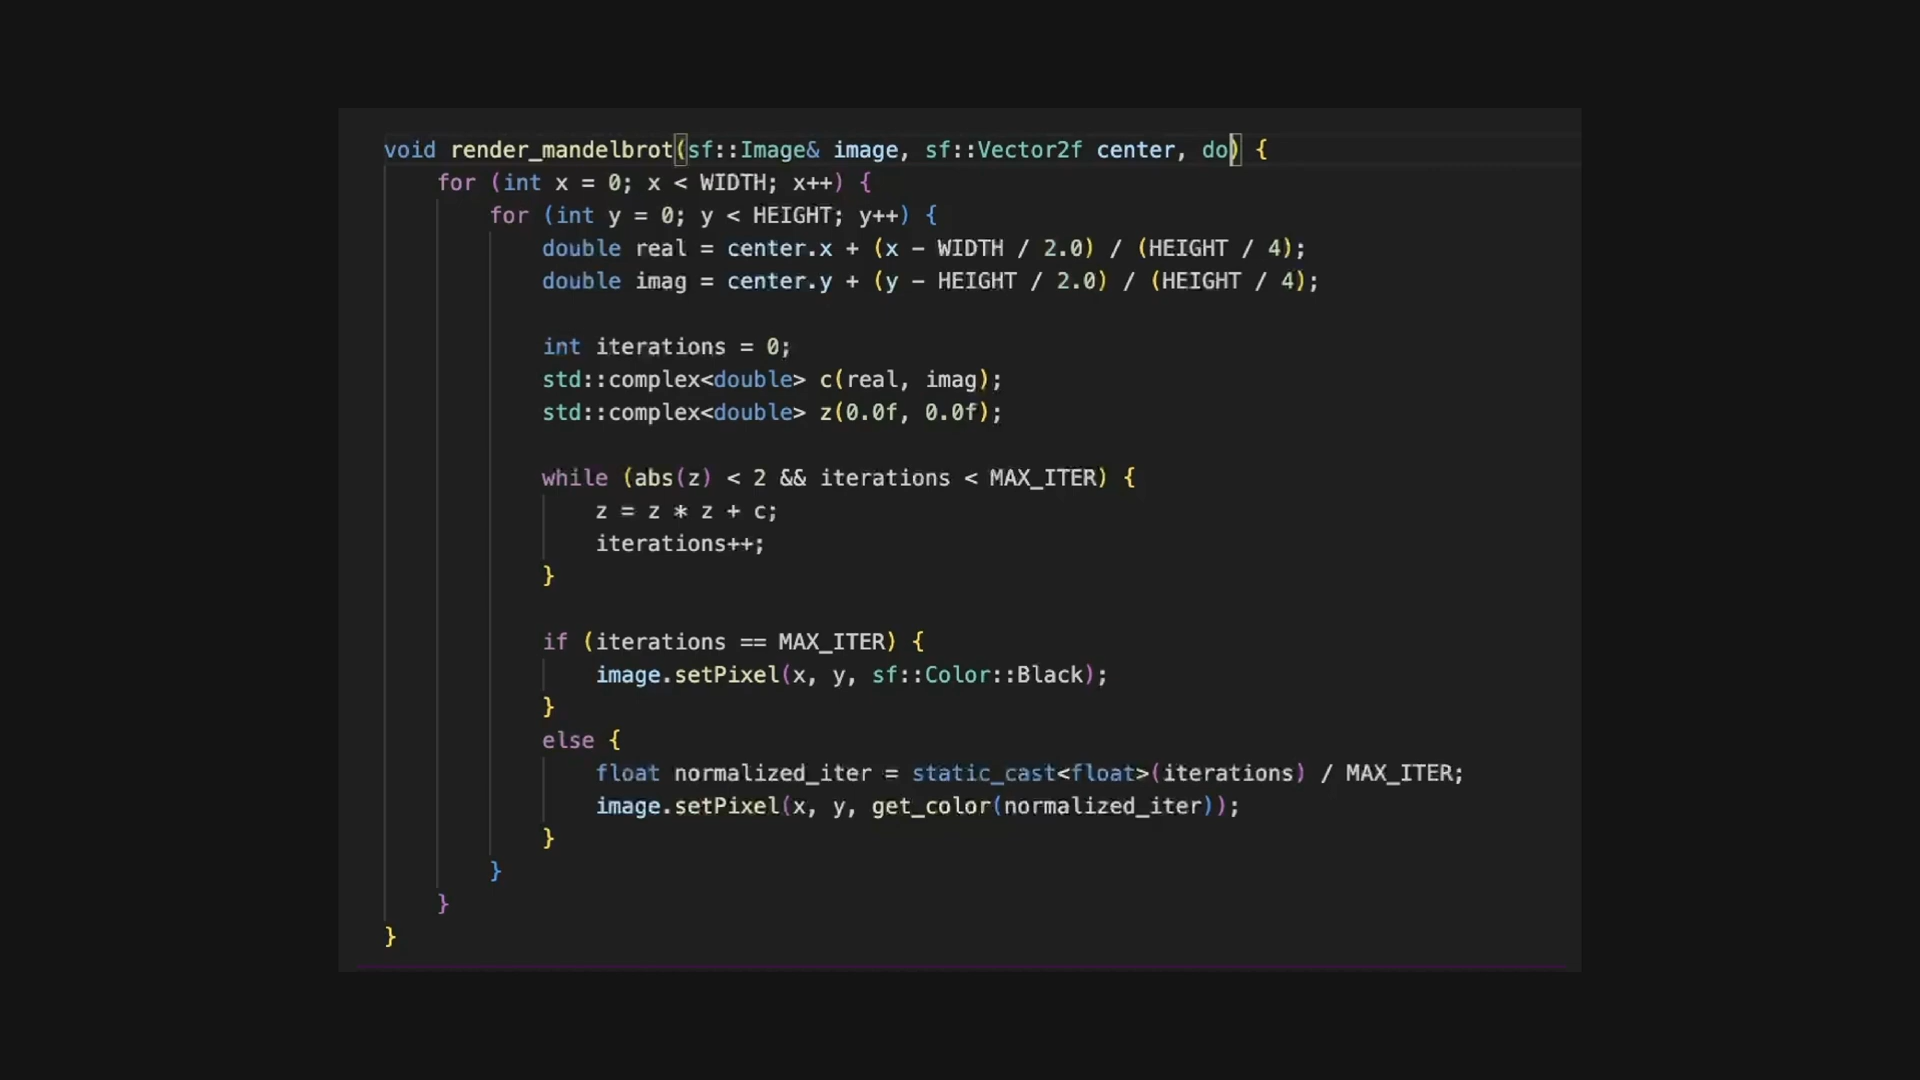 void render_mandelbrot(sf::Image& image, sf::Vector2f center, do) {
for (int x = 0; x < WIDTH; x++) {
for (int y = 0; y < HEIGHT; y++) {
double real = center.x + (x - WIDTH / 2.0) / (HEIGHT / 4);
double imag = center.y + (y - HEIGHT / 2.0) / (HEIGHT / 4);
int iterations = 0;
std::complex<double> c(real, imag);
std::complex<double> z(0.0f, 0.0f);
while (abs(z) < 2 && iterations < MAX_ITER) {
z = z * z + c;
iterations++;
}
if (iterations == MAX_ITER) {
image.setPixel(x, y, sf::Color::Black);
}
else {
float normalized_iter = static_cast<float>(iterations) / MAX_ITER;
image.setPixel(x, y, get_color(normalized_iter));
}
}
}
}